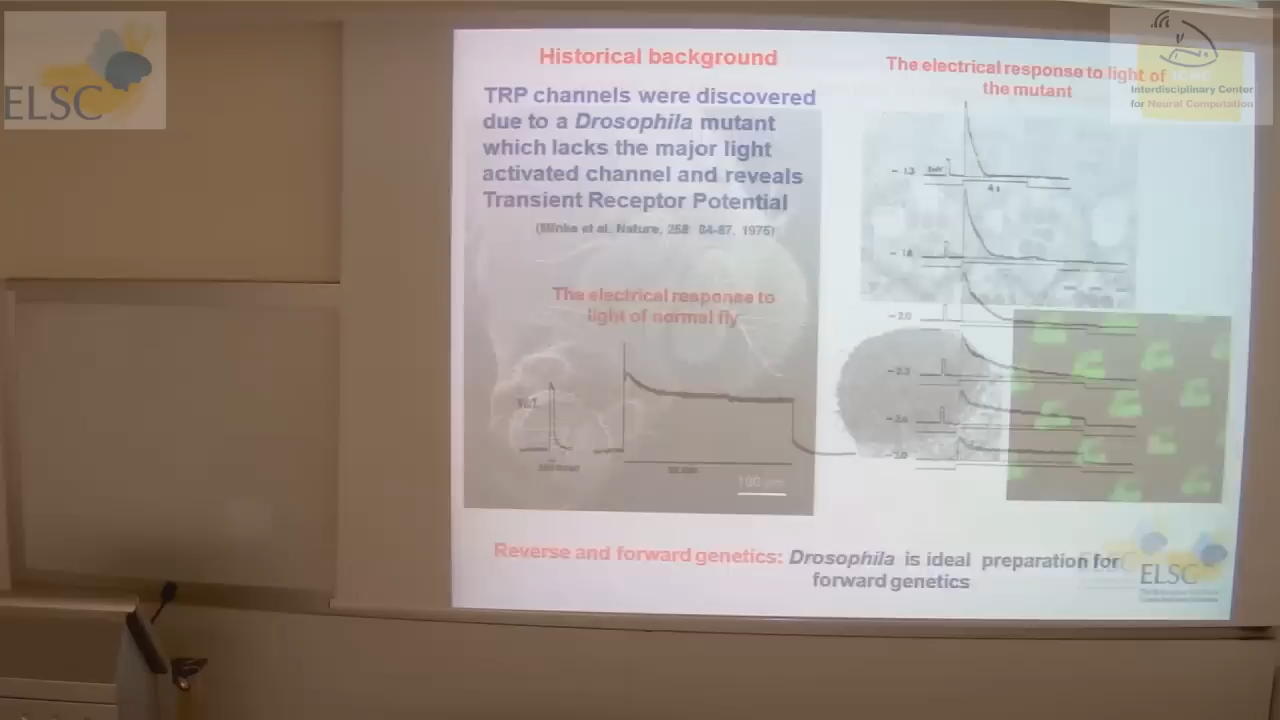 ELSC
Historical background
TRP channels were discovered
due to a Drosophila mutant
which lacks the major light
activated channel and reveals
Transient Receptor Potential
(Minke et al. Nature, 258: 84-87, 1975)
The electrical response to
light of normal fly
100 μm
The electrical response to light of
the mutant
Interdisciplinary Center
for Neural Computation
4 s
Reverse and forward genetics: Drosophila is ideal preparation for
forward genetics
ELSC